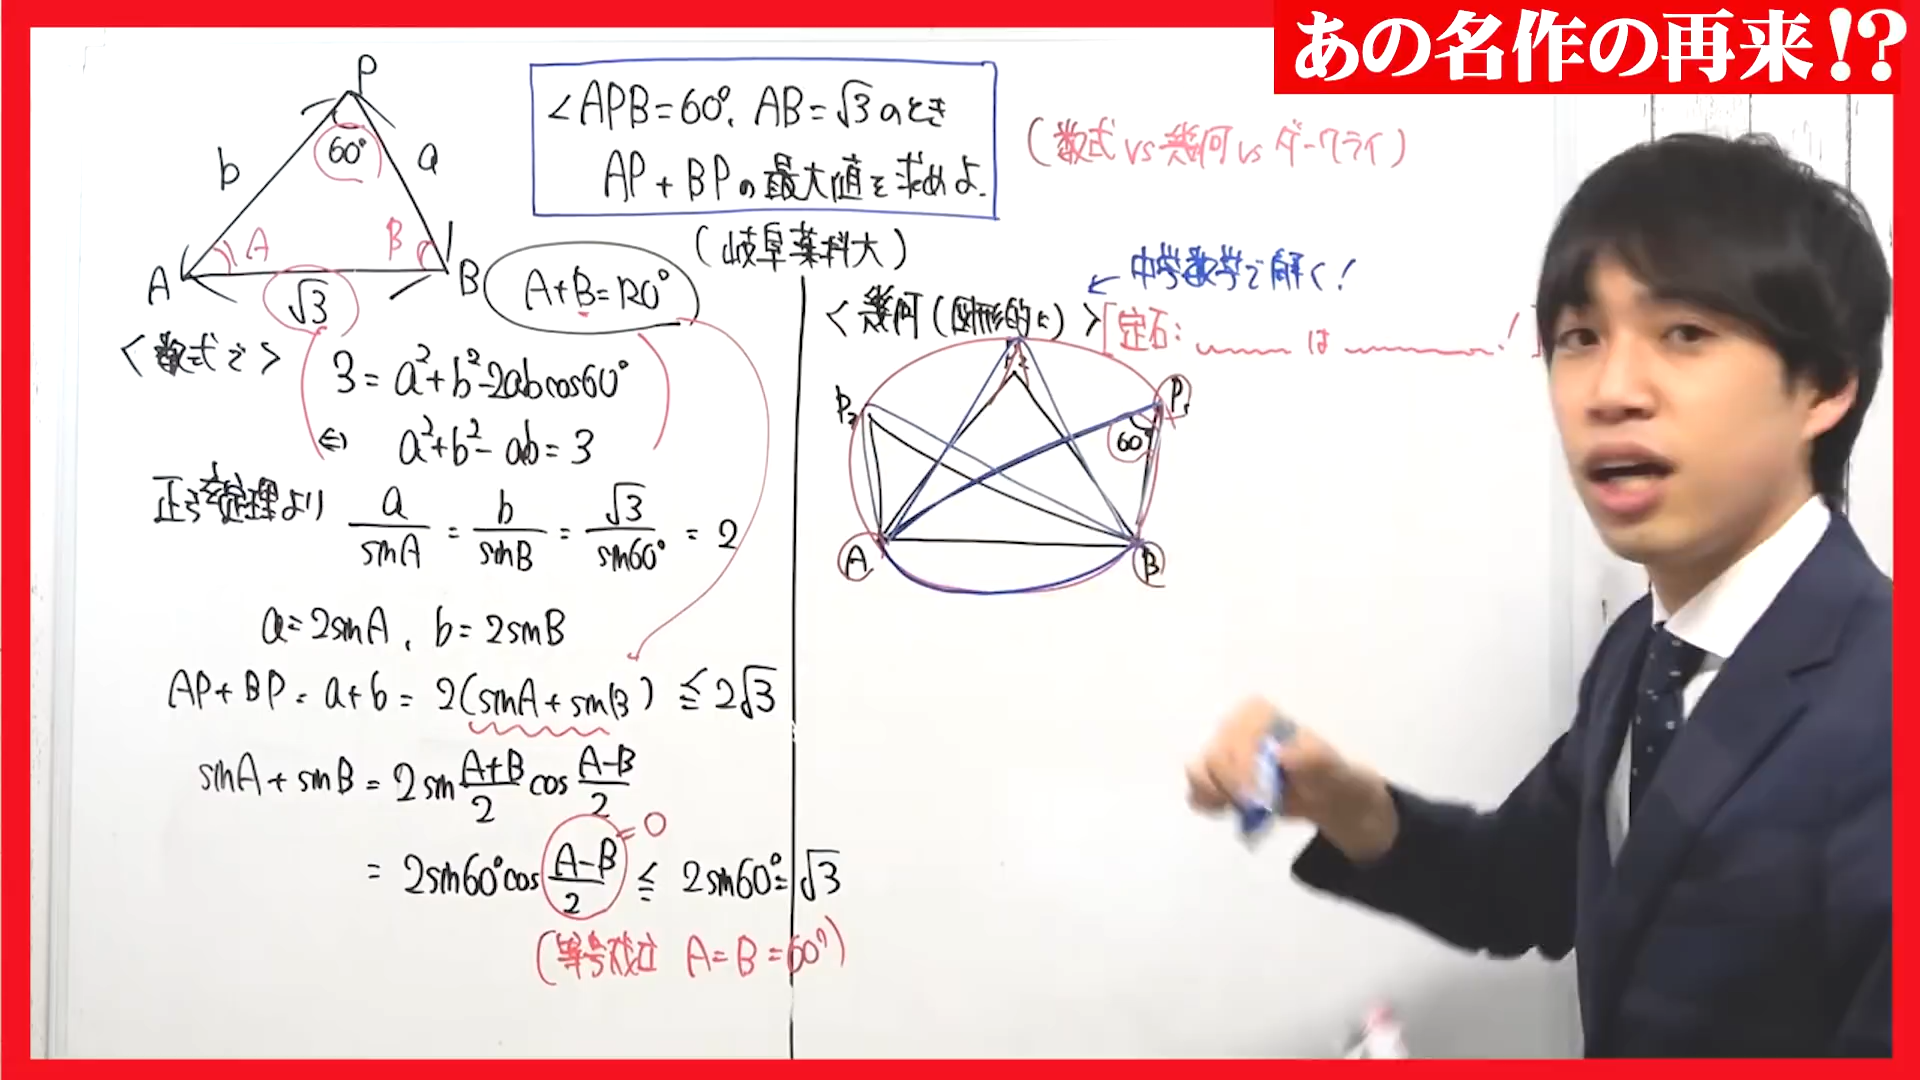 あの名作の再来!?
P
60°
b
a
A
B
A
B
√3
∠APB=60°, AB=√3のとき
AP+BPの最大値を求めよ.
(岐阜薬科大)
(数式vs幾何vsダークライ)
A+B=120°
<数式で>
3=a²+b²-2abcos60°
⇔ a²+b²-ab=3
正弦定理より a/sinA = b/sinB = √3/sin60° = 2
a=2sinA, b=2sinB
AP+BP=a+b=2(sinA+sinB)≦2√3
sinA+sinB=2sin A+B/2 cos A-B/2
=2sin60°cos A-B/2 ≦ 2sin60°=√3
=0
(等号成立 A=B=60°)
<幾何(図形的に)>
← 中学数学で解く!
[定石: は !]
P₂
P₁
60°
A
B